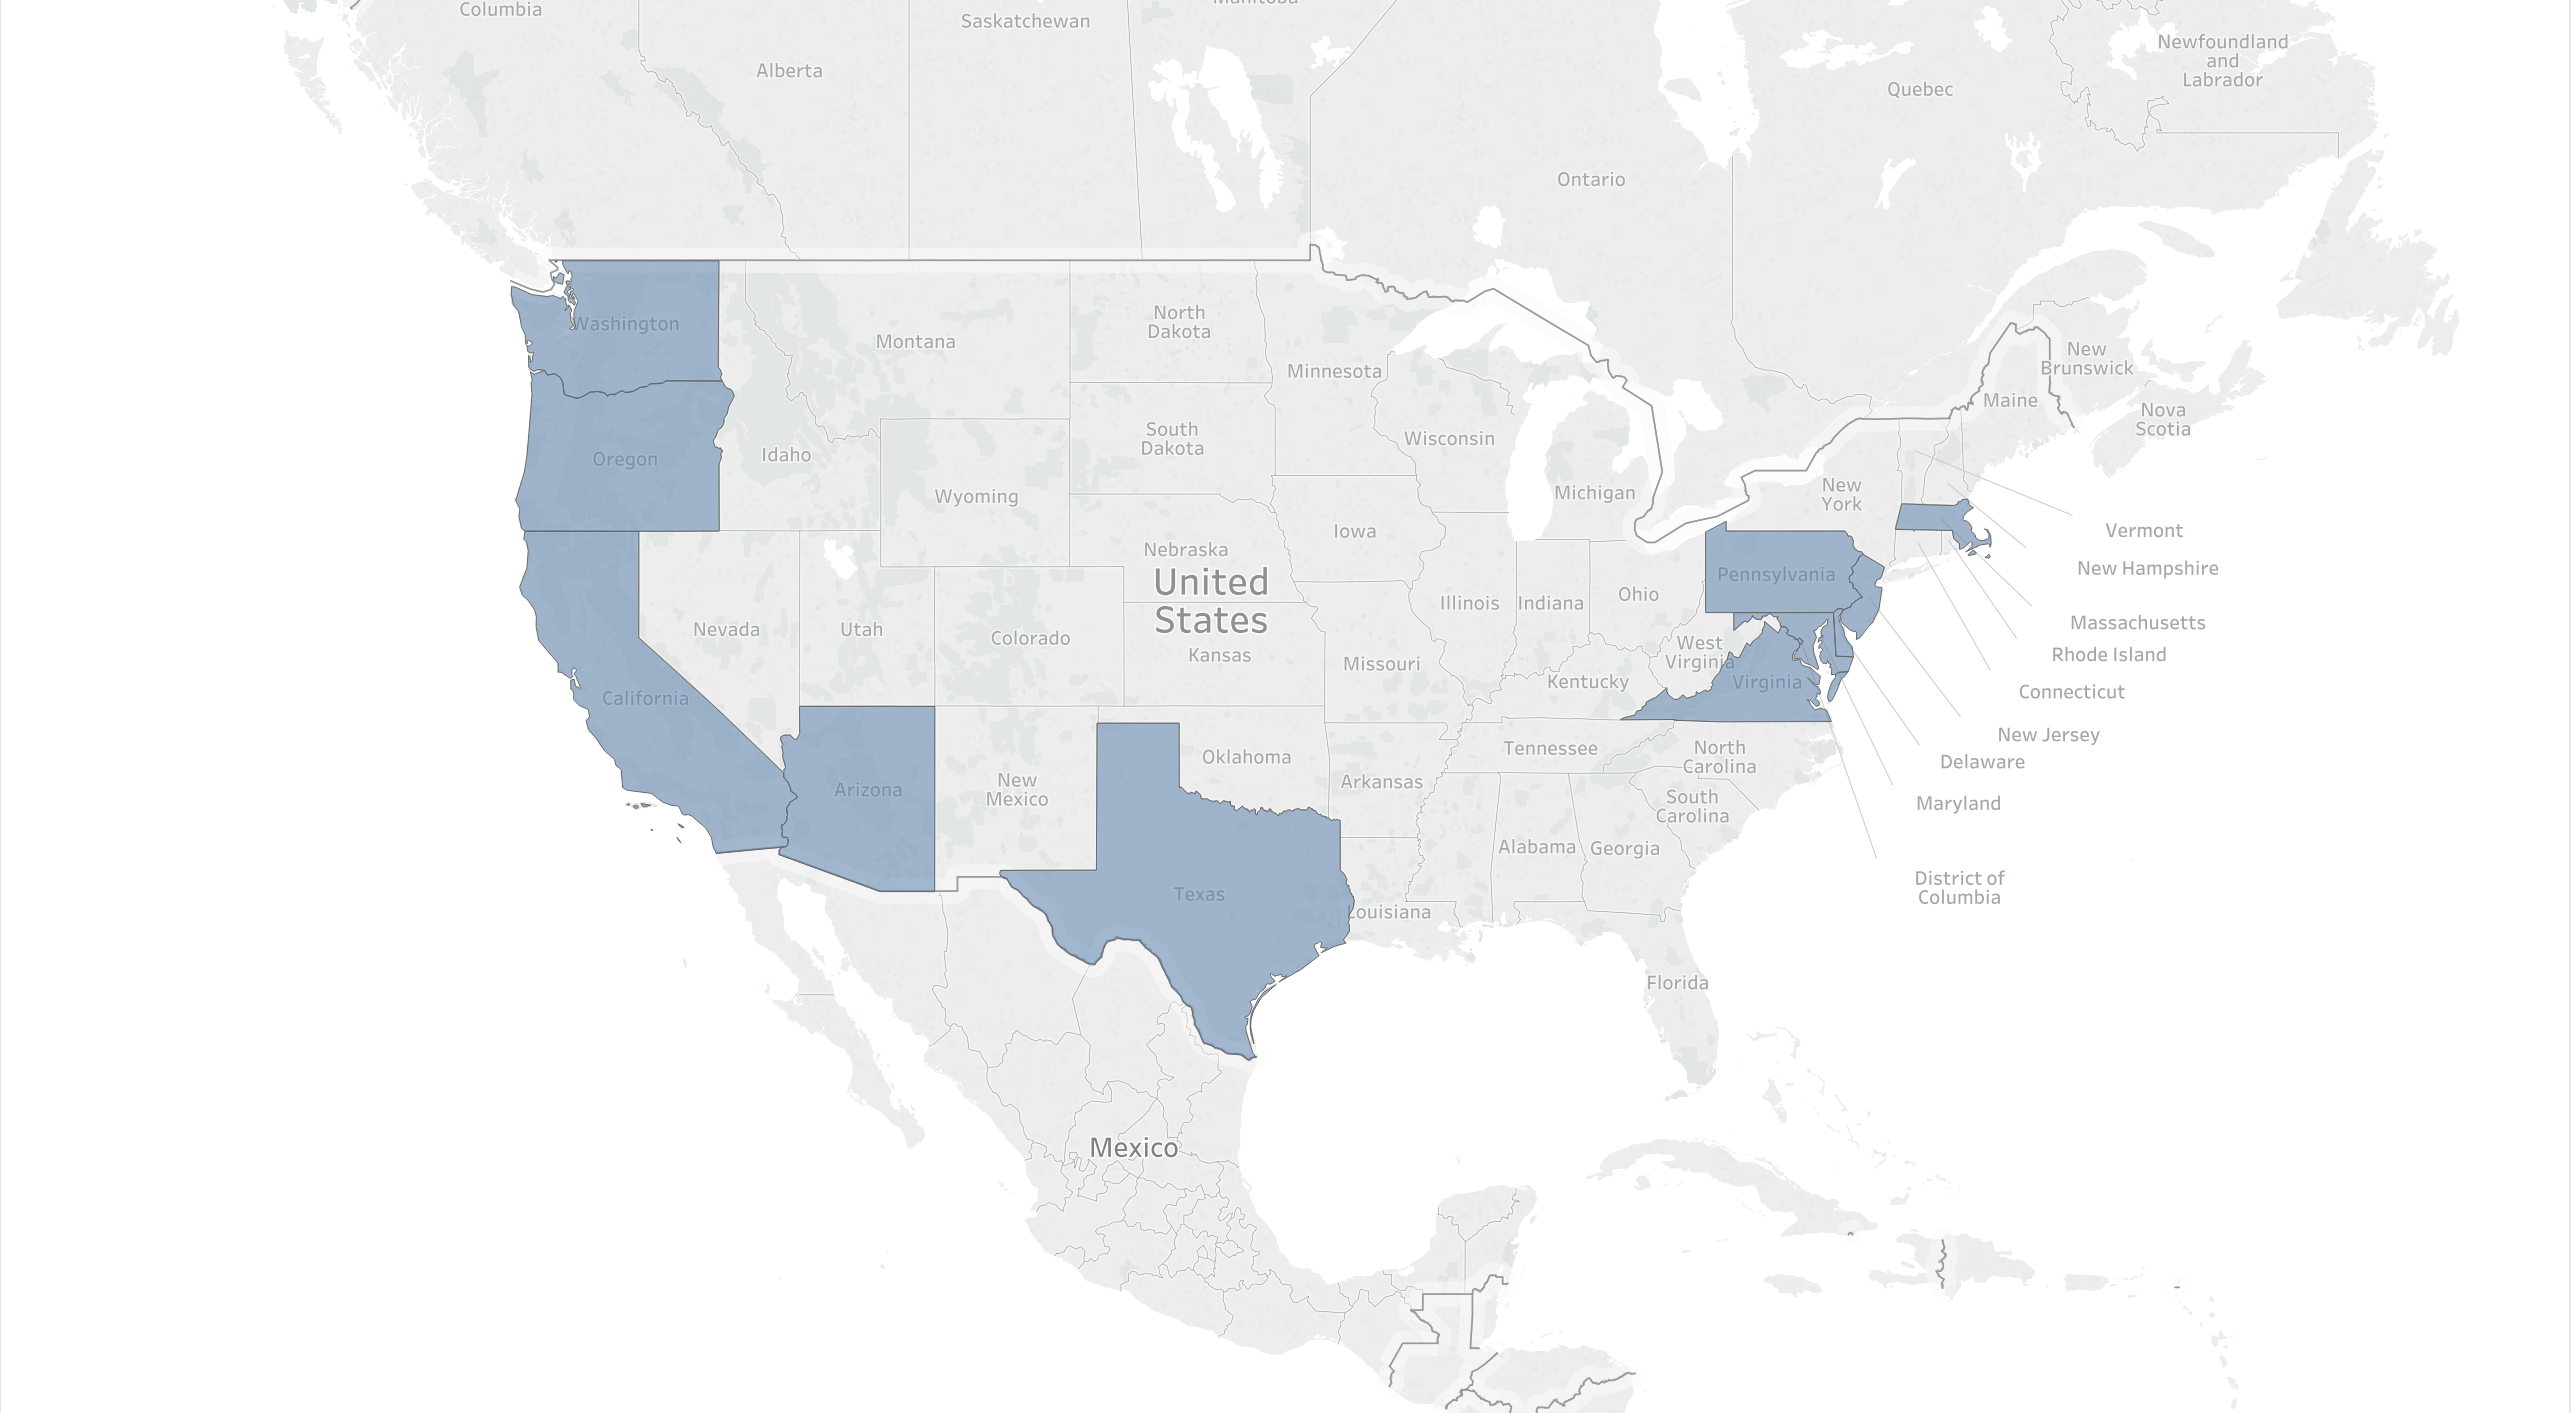 Columbia
Saskatchewan
Manitoba
Alberta
Newfoundland
and
Labrador
Quebec
Ontario
Washington
Montana
North
Dakota
Minnesota
New
Brunswick
Maine
Nova
Scotia
Oregon
Idaho
South
Dakota
Wisconsin
Wyoming
Michigan
New
York
Iowa
Vermont
Nebraska
New Hampshire
United
States
Pennsylvania
Illinois
Indiana
Ohio
Massachusetts
Nevada
Utah
Colorado
Kansas
Missouri
West
Virginia
Rhode Island
Kentucky
Virginia
Connecticut
California
New Jersey
Oklahoma
Tennessee
North
Carolina
Delaware
Arizona
New
Mexico
Arkansas
South
Carolina
Maryland
Alabama
Georgia
Texas
Louisiana
District of
Columbia
Florida
Mexico